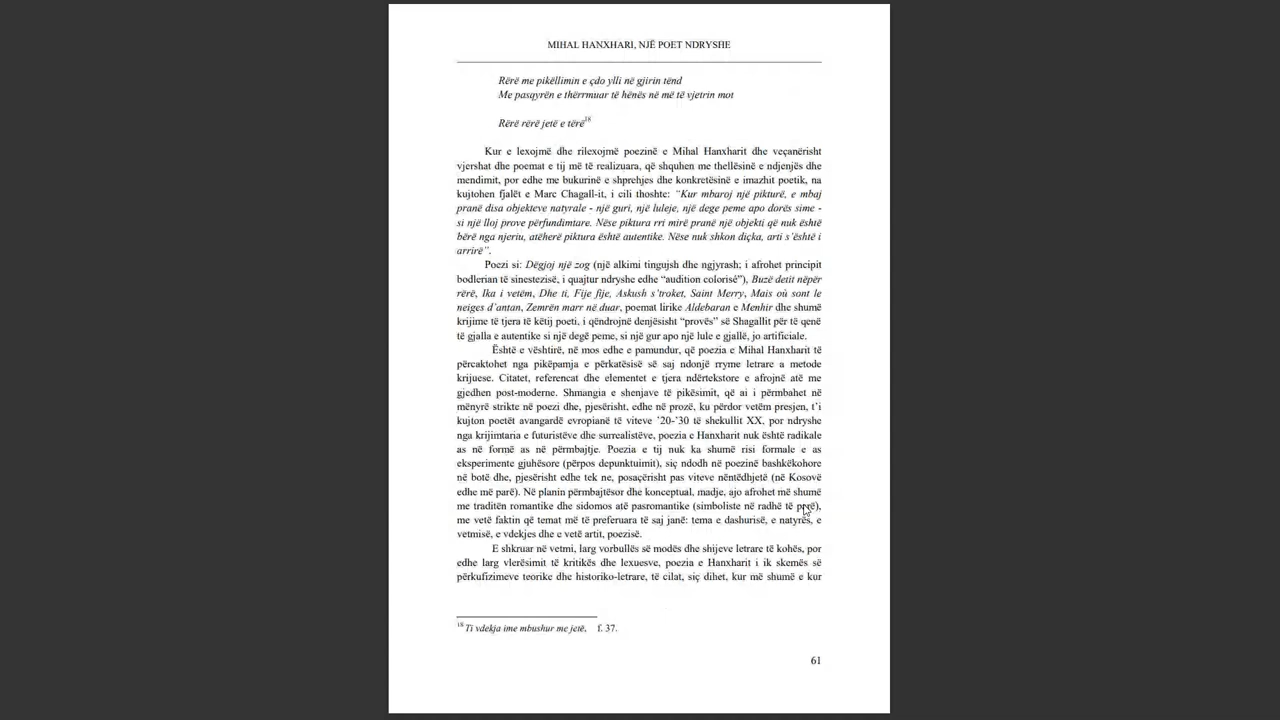 MIHAL HANXHARI, NJË POET NDRYSHE
Rërë me pikëllimin e çdo ylli në gjirin tënd
Me pasqyrën e thërrmuar të hënës në më të vjetrin mot
Rërë rërë jetë e tërë18
Kur e lexojmë dhe rilexojmë poezinë e Mihal Hanxharit dhe veçanërisht
vjershat dhe poemat e tij më të realizuara, që shquhen me thellësinë e ndjenjës dhe
mendimit, por edhe me bukurinë e shprehjes dhe konkretësinë e imazhit poetik, na
kujtohen fjalët e Marc Chagall-it, i cili thoshte: “Kur mbaroj një pikturë, e mbaj
pranë disa objekteve natyrale - një guri, një luleje, një dege peme apo dorës sime -
si një lloj prove përfundimtare. Nëse piktura rri mirë pranë një objekti që nuk është
bërë nga njeriu, atëherë piktura është autentike. Nëse nuk shkon diçka, arti s’është i
arrirë”.
Poezi si: Dëgjoj një zog (një alkimi tingujsh dhe ngjyrash; i afrohet principit
bodlerian të sinestezisë, i quajtur ndryshe edhe “audition colorisé”), Buzë detit nëpër
rërë, Ika i vetëm, Dhe ti, Fije fije, Askush s’troket, Saint Merry, Mais où sont le
neiges d’antan, Zemrën marr në duar, poemat lirike Aldebaran e Menhir dhe shumë
krijime të tjera të këtij poeti, i qëndrojnë denjësisht “provës” së Shagallit për të qenë
të gjalla e autentike si një degë peme, si një gur apo një lule e gjallë, jo artificiale.
Është e vështirë, në mos edhe e pamundur, që poezia e Mihal Hanxharit të
përcaktohet nga pikëpamja e përkatësisë së saj ndonjë rryme letrare a metode
krijuese. Citatet, referencat dhe elementet e tjera ndërtekstore e afrojnë atë me
gjedhen post-moderne. Shmangia e shenjave të pikësimit, që ai i përmbahet në
mënyrë strikte në poezi dhe, pjesërisht, edhe në prozë, ku përdor vetëm presjen, t’i
kujton poetët avangardë evropianë të viteve ’20-’30 të shekullit XX, por ndryshe
nga krijimtaria e futuristëve dhe surrealistëve, poezia e Hanxharit nuk është radikale
as në formë as në përmbajtje. Poezia e tij nuk ka shumë risi formale e as
eksperimente gjuhësore (përpos depunktuimit), siç ndodh në poezinë bashkëkohore
në botë dhe, pjesërisht edhe tek ne, posaçërisht pas viteve nëntëdhjetë (në Kosovë
edhe më parë). Në planin përmbajtësor dhe konceptual, madje, ajo afrohet më shumë
me traditën romantike dhe sidomos atë pasromantike (simboliste në radhë të parë),
me vetë faktin që temat më të preferuara të saj janë: tema e dashurisë, e natyrës, e
vetmisë, e vdekjes dhe e vetë artit, poezisë.
E shkruar në vetmi, larg vorbullës së modës dhe shijeve letrare të kohës, por
edhe larg vlerësimit të kritikës dhe lexuesve, poezia e Hanxharit i ik skemës së
përkufizimeve teorike dhe historiko-letrare, të cilat, siç dihet, kur më shumë e kur
18 Ti vdekja ime mbushur me jetë, f. 37.
61